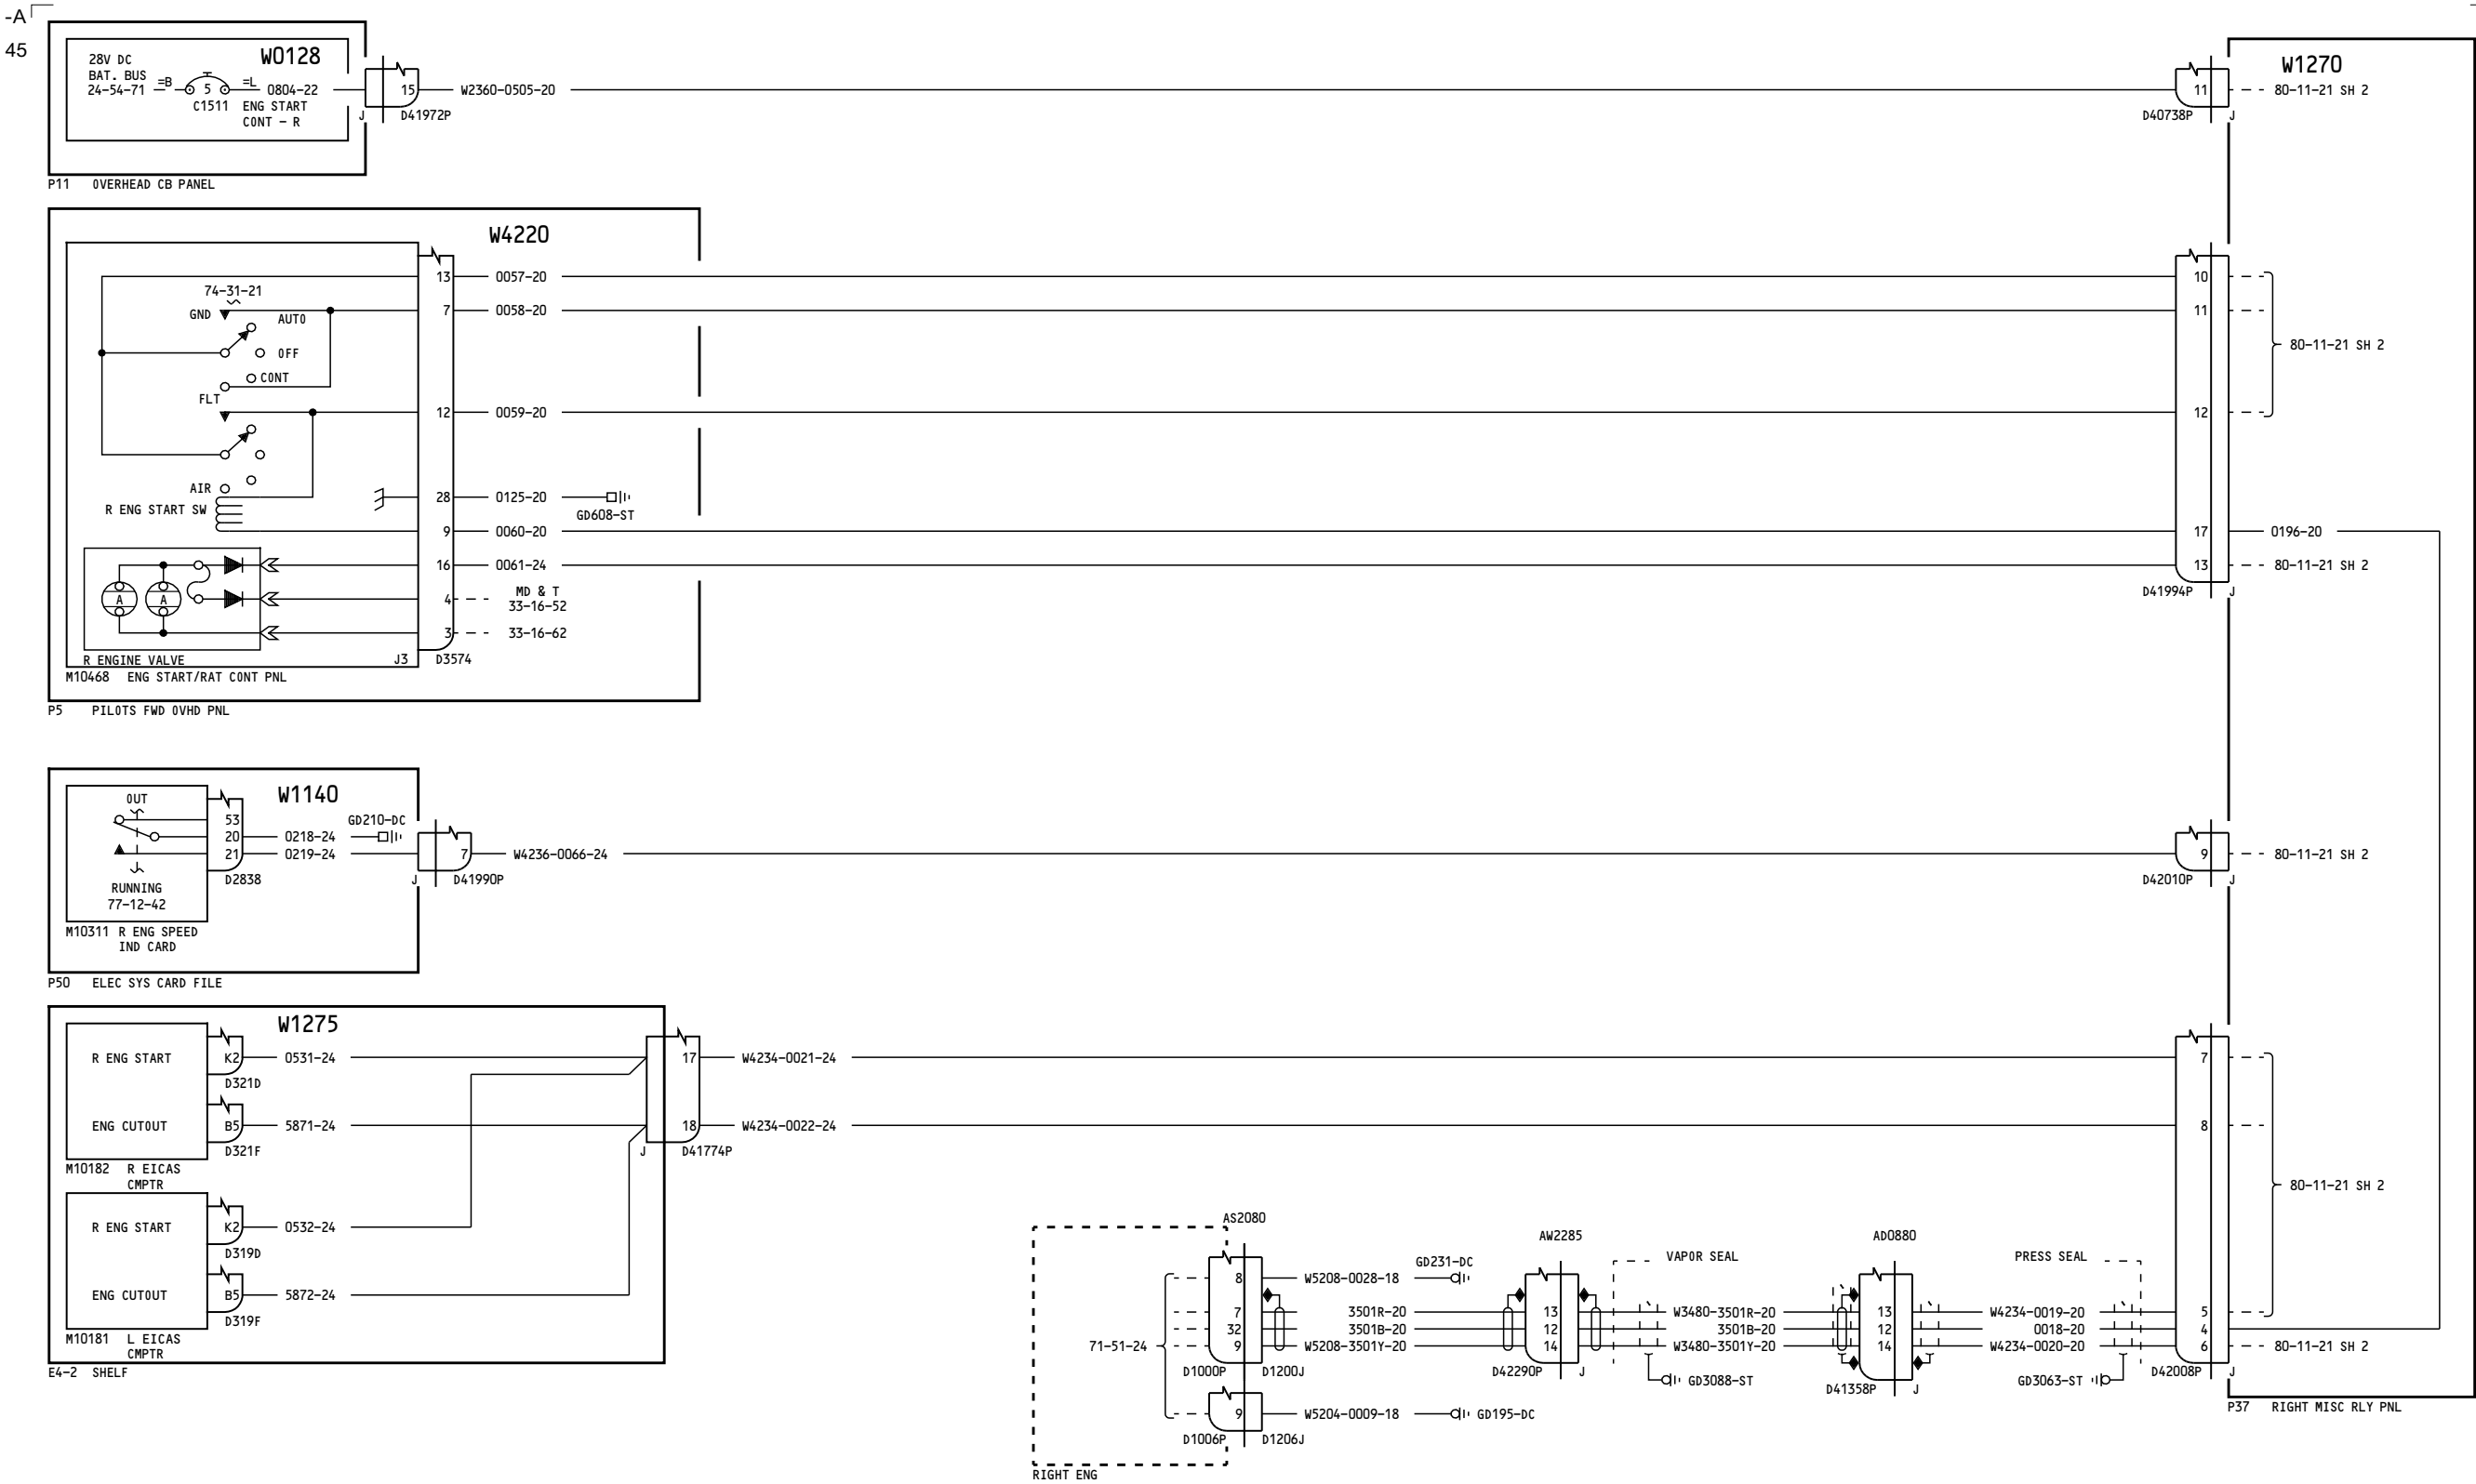 -A
45
28V DC
BAT. BUS
24-54-71
=B
5
=L
0804-22
C1511
ENG START
CONT - R
W0128
15
J
D41972P
W2360-0505-20
P11 OVERHEAD CB PANEL
11
D40738P
J
W1270
80-11-21 SH 2
W4220
13 0057-20
10
74-31-21
GND
AUTO
7 0058-20
11
OFF
80-11-21 SH 2
CONT
FLT
12 0059-20
12
AIR
28 0125-20
GD608-ST
R ENG START SW
9 0060-20
17 0196-20
16 0061-24
13 80-11-21 SH 2
A A
4 MD & T
33-16-52
D41994P J
3 33-16-62
R ENGINE VALVE
J3 D3574
M10468 ENG START/RAT CONT PNL
P5 PILOTS FWD OVHD PNL
W1140
OUT
53
20 0218-24
GD210-DC
21 0219-24
D2838
RUNNING
77-12-42
M10311 R ENG SPEED
IND CARD
7 W4236-0066-24
J D41990P
9 80-11-21 SH 2
D42010P J
P50 ELEC SYS CARD FILE
W1275
R ENG START K2 0531-24
D321D
ENG CUTOUT B5 5871-24
D321F
M10182 R EICAS
CMPTR
R ENG START K2 0532-24
D319D
ENG CUTOUT B5 5872-24
D319F
M10181 L EICAS
CMPTR
E4-2 SHELF
17 W4234-0021-24
18 W4234-0022-24
J D41774P
7
8
80-11-21 SH 2
AS2080
AW2285
AD0880
VAPOR SEAL
PRESS SEAL
8 W5208-0028-18
GD231-DC
7 3501R-20 13 W3480-3501R-20 13 W4234-0019-20 5
32 3501B-20 12 3501B-20 12 0018-20 4
9 W5208-3501Y-20 14 W3480-3501Y-20 14 W4234-0020-20 6 80-11-21 SH 2
71-51-24
D1000P D1200J
D42290P J
GD3088-ST
D41358P J
GD3063-ST
D42008P J
9 W5204-0009-18 GD195-DC
D1006P D1206J
RIGHT ENG
P37 RIGHT MISC RLY PNL